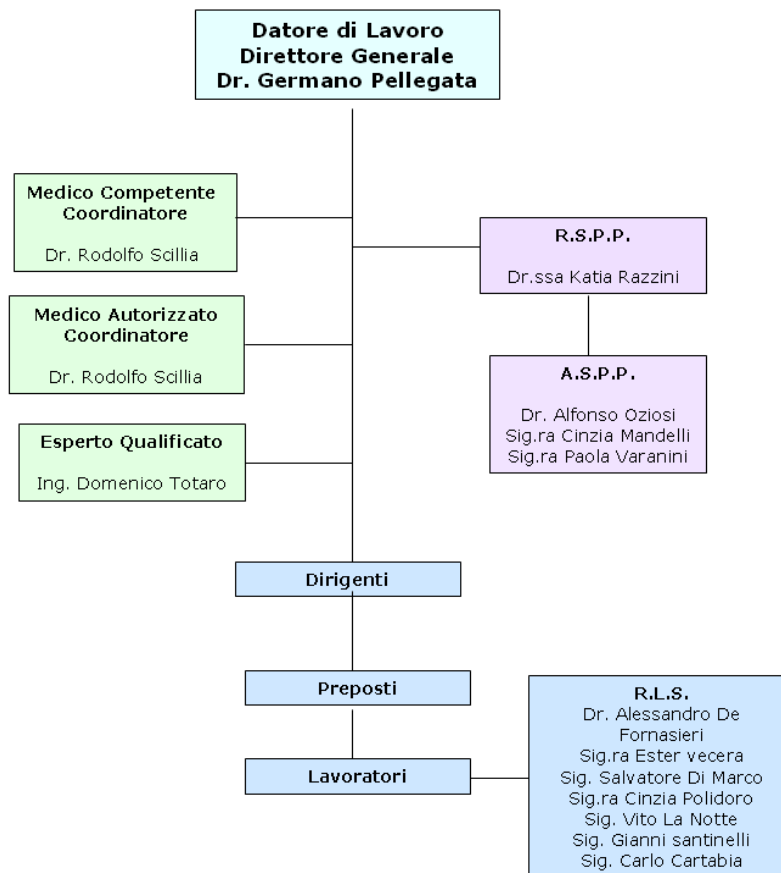 Datore di Lavoro
Direttore Generale
Dr. Germano Pellegata
Medico Competente
Coordinatore
Dr. Rodolfo Scillia
R.S.P.P.
Dr.ssa Katia Razzini
Medico Autorizzato
Coordinatore
Dr. Rodolfo Scillia
A.S.P.P.
Dr. Alfonso Oziosi
Sig.ra Cinzia Mandelli
Sig.ra Paola Varanini
Esperto Qualificato
Ing. Domenico Totaro
Dirigenti
Preposti
Lavoratori
R.L.S.
Dr. Alessandro De
Fornasieri
Sig.ra Ester vecera
Sig. Salvatore Di Marco
Sig.ra Cinzia Polidoro
Sig. Vito La Notte
Sig. Gianni santinelli
Sig. Carlo Cartabia